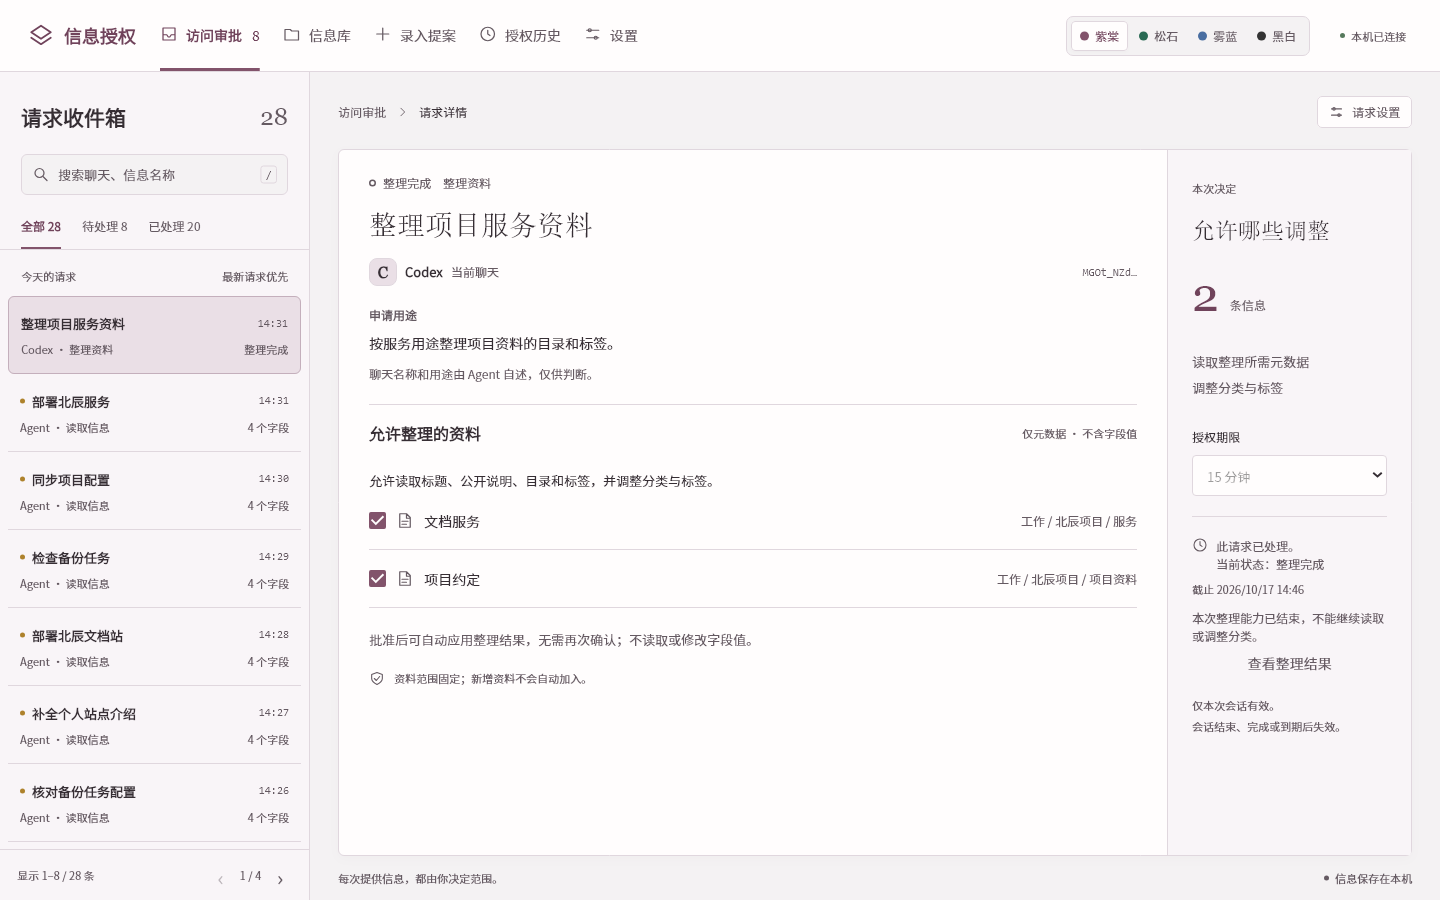 信息授权
访问审批 8
信息库
录入提案
授权历史
设置
紫棠
松石
雾蓝
黑白
本机已连接
请求收件箱 28
搜索聊天、信息名称 /
全部 28 待处理 8 已处理 20
今天的请求 最新请求优先
整理项目服务资料 14:31
Codex · 整理资料 整理完成
部署北辰服务 14:31
Agent · 读取信息 4 个字段
同步项目配置 14:30
Agent · 读取信息 4 个字段
检查备份任务 14:29
Agent · 读取信息 4 个字段
部署北辰文档站 14:28
Agent · 读取信息 4 个字段
补全个人站点介绍 14:27
Agent · 读取信息 4 个字段
核对备份任务配置 14:26
Agent · 读取信息 4 个字段
显示 1–8 / 28 条 ‹ 1 / 4 ›
访问审批 > 请求详情
请求设置
整理完成 整理资料
整理项目服务资料
C Codex 当前聊天 MGOt_NZd…
申请用途
按服务用途整理项目资料的目录和标签。
聊天名称和用途由 Agent 自述，仅供判断。
允许整理的资料 仅元数据 · 不含字段值
允许读取标题、公开说明、目录和标签，并调整分类与标签。
文档服务 工作 / 北辰项目 / 服务
项目约定 工作 / 北辰项目 / 项目资料
批准后可自动应用整理结果，无需再次确认；不读取或修改字段值。
资料范围固定；新增资料不会自动加入。
本次决定
允许哪些调整
2 条信息
读取整理所需元数据
调整分类与标签
授权期限
15 分钟
此请求已处理。
当前状态：整理完成
截止 2026/10/17 14:46
本次整理能力已结束，不能继续读取
或调整分类。
查看整理结果
仅本次会话有效。
会话结束、完成或到期后失效。
每次提供信息，都由你决定范围。
信息保存在本机